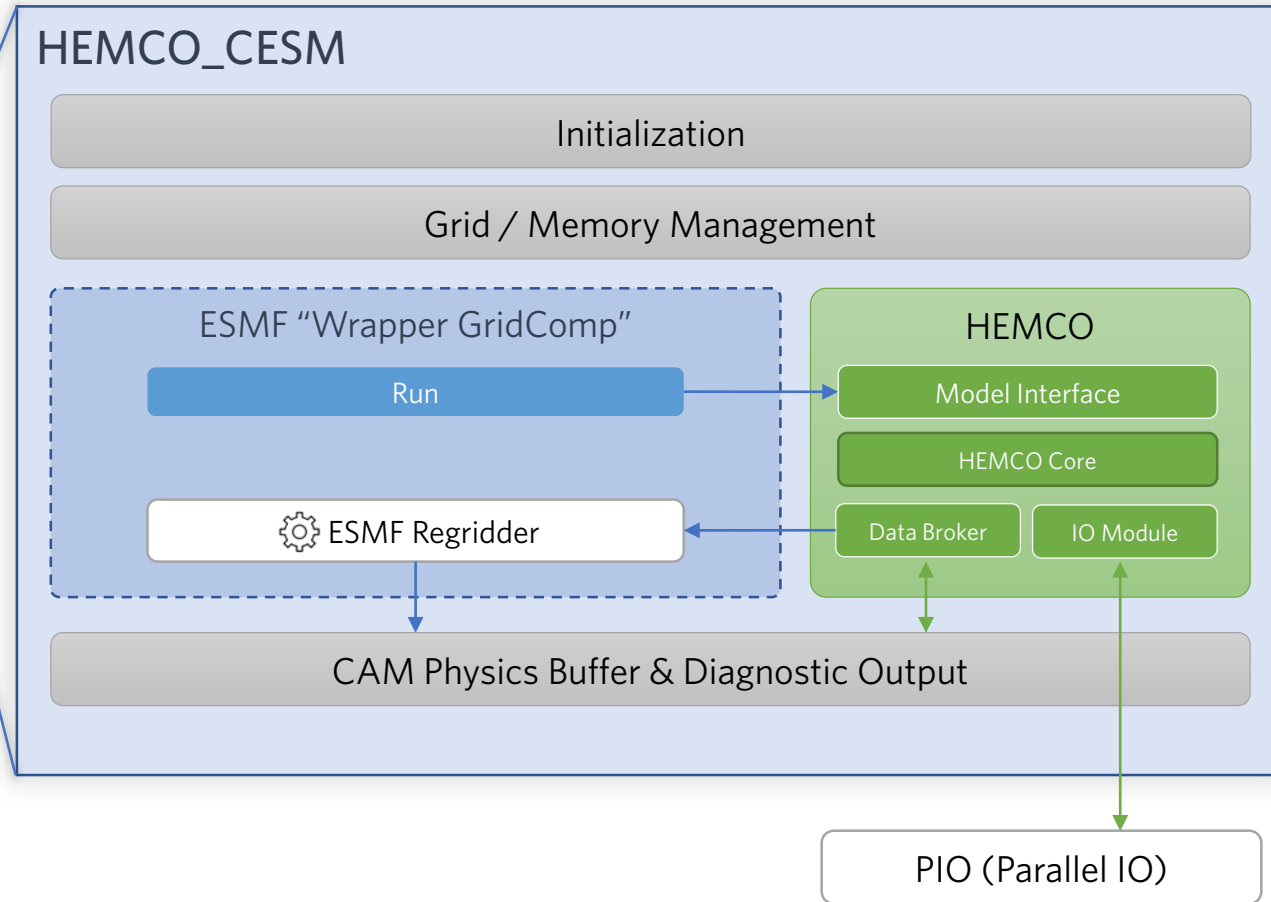 HEMCO_CESM
Initialization
Grid / Memory Management
ESMF “Wrapper GridComp”
Run
ESMF Regridder
HEMCO
Model Interface
HEMCO Core
Data Broker
IO Module
CAM Physics Buffer & Diagnostic Output
PIO (Parallel IO)